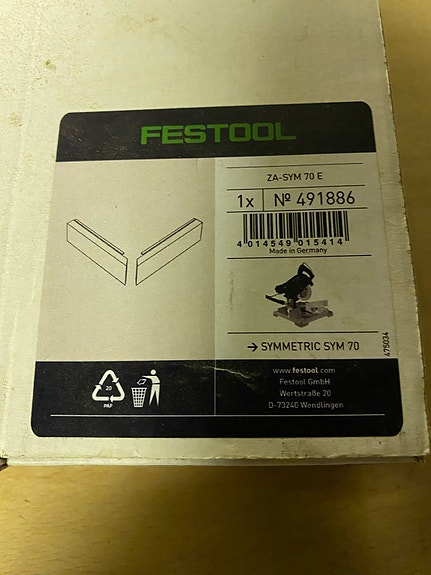 FESTOOL
ZA-SYM 70 E
1x Nº 491886
4 014549 015414
Made in Germany
→ SYMMETRIC SYM 70
475034
www.festool.com
Festool GmbH
Wertstraße 20
D-73240 Wendlingen
20
PAP